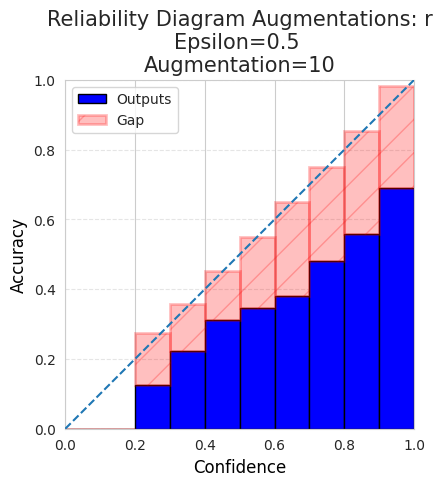 Reliability Diagram Augmentations: r
Epsilon=0.5
Augmentation=10
1.0
Outputs
Gap
0.8
0.6
Accuracy
0.4
0.2
0.0
0.0 0.2 0.4 0.6 0.8 1.0
Confidence